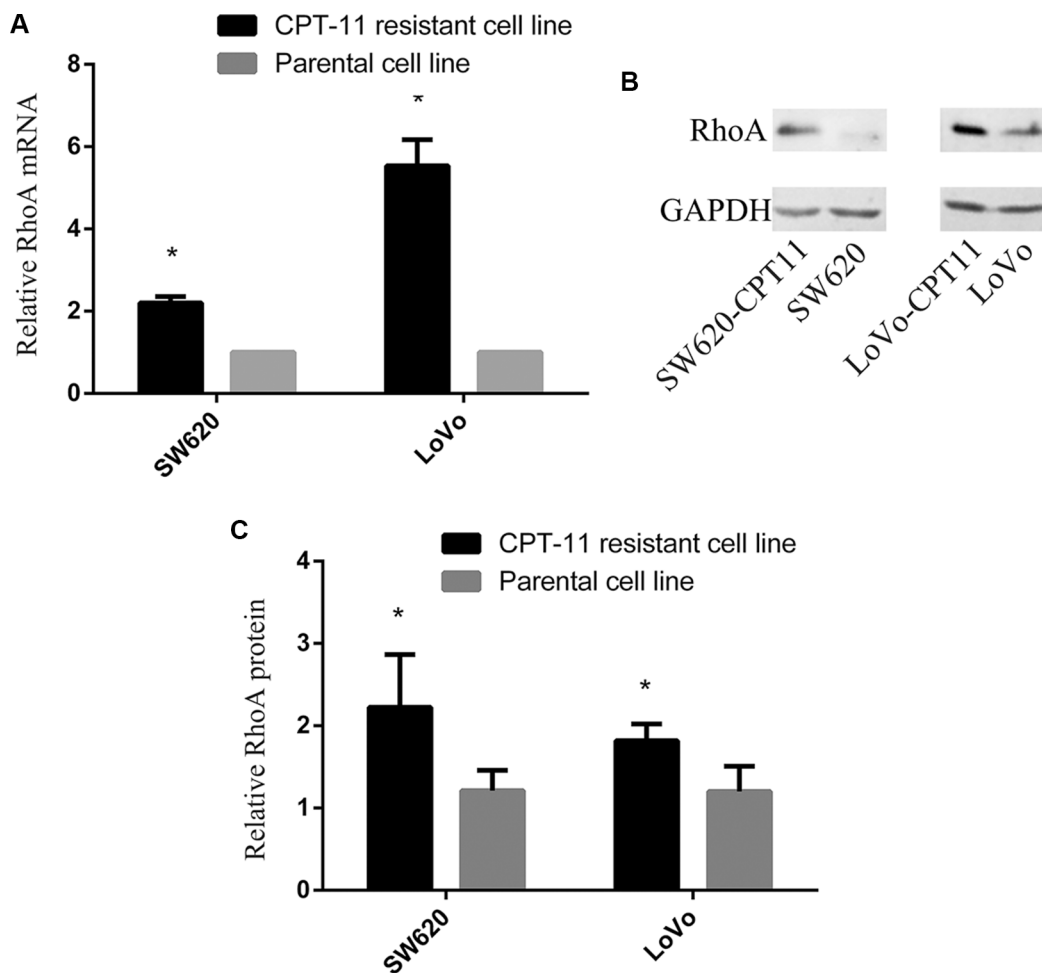 A
CPT-11 resistant cell line
Parental cell line
Relative RhoA mRNA
8
6
4
2
0
*
*
SW620
LoVo
B
RhoA
GAPDH
SW620-CPT11
SW620
LoVo-CPT11
LoVo
C
CPT-11 resistant cell line
Parental cell line
Relative RhoA protein
4
3
2
1
0
*
*
SW620
LoVo